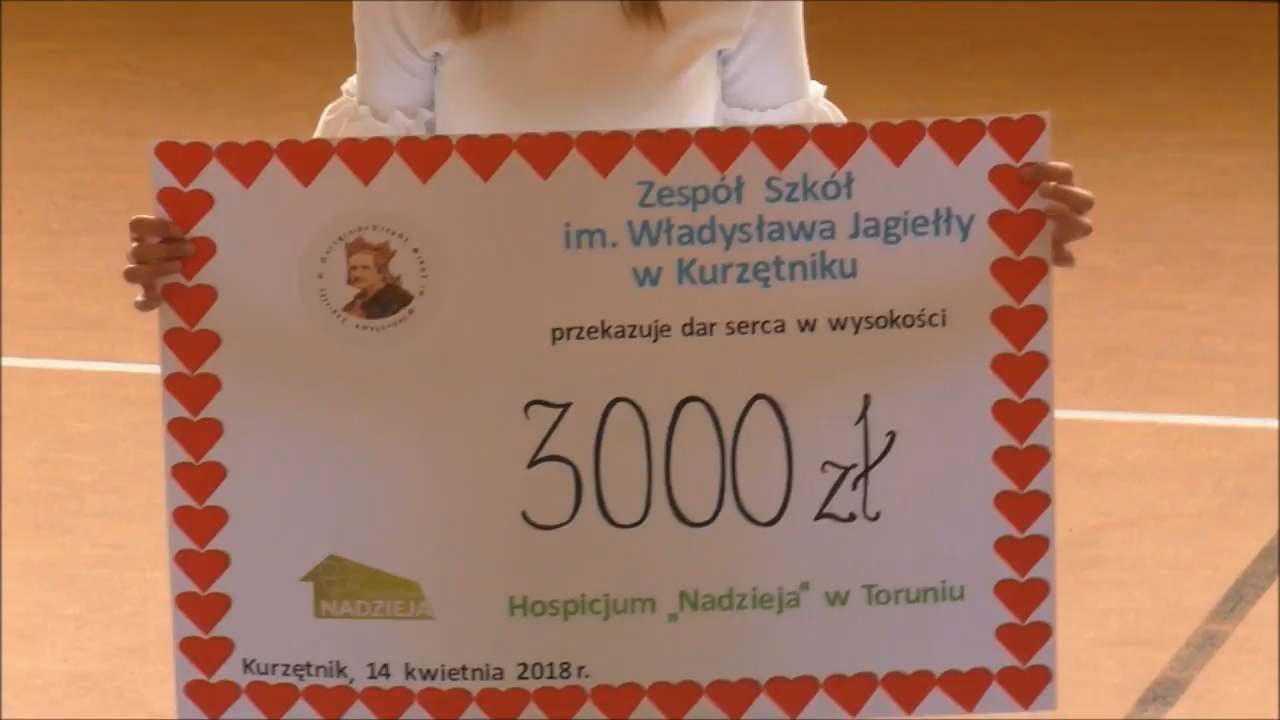 Zespół Szkół
im. Władysława Jagiełły
w Kurzętniku
przekazuje dar serca w wysokości
3000 zł
NADZIEJA
Hospicjum „Nadzieja" w Toruniu
Kurzętnik, 14 kwietnia 2018 r.